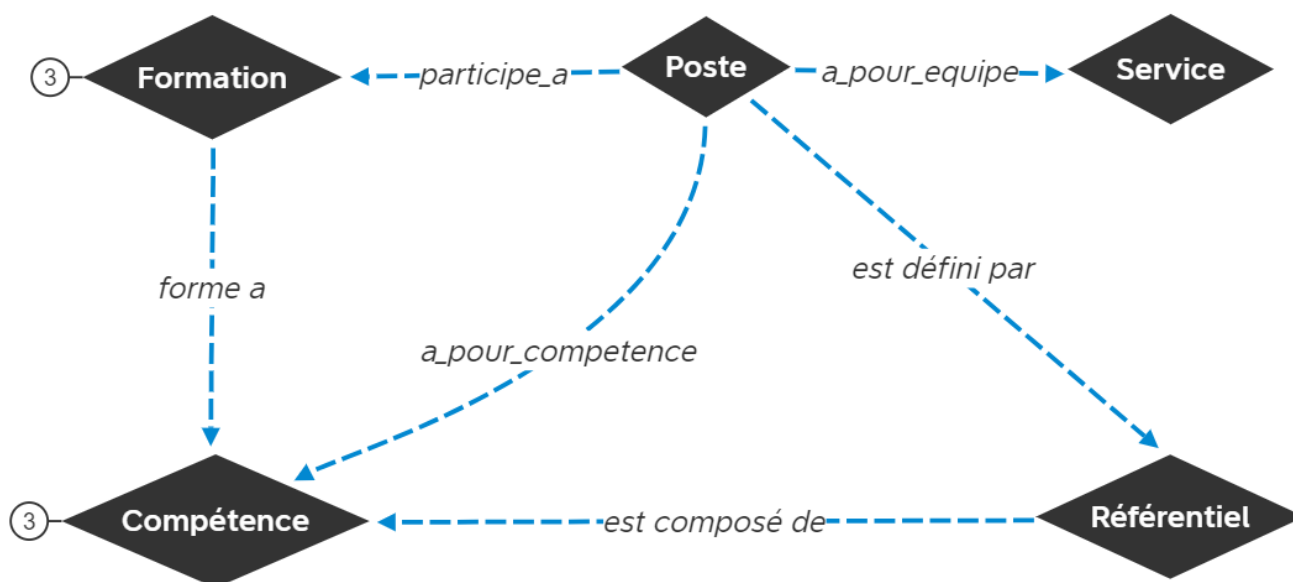 3
Formation
participe_a
Poste
a_pour_equipe
Service
forme a
est défini par
a_pour_competence
3
Compétence
est composé de
Référentiel